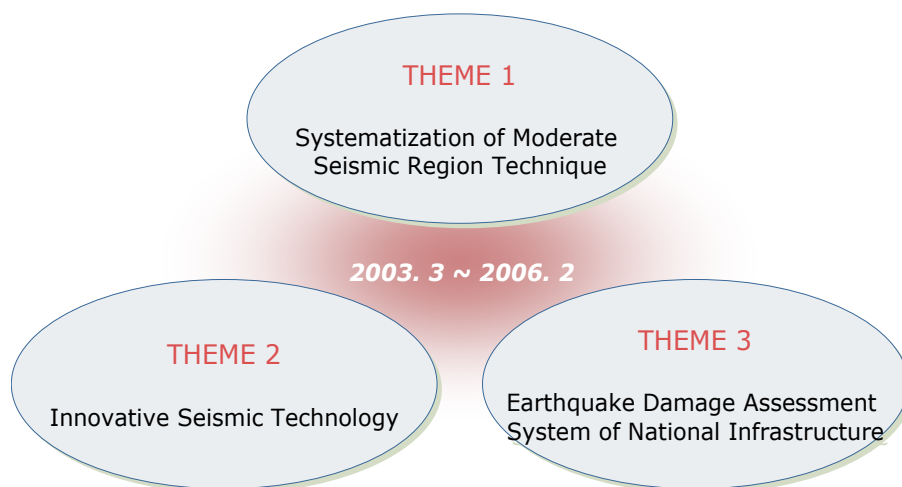 THEME 1
Systematization of Moderate
Seismic Region Technique
2003. 3 ~ 2006. 2
THEME 2
Innovative Seismic Technology
THEME 3
Earthquake Damage Assessment
System of National Infrastructure